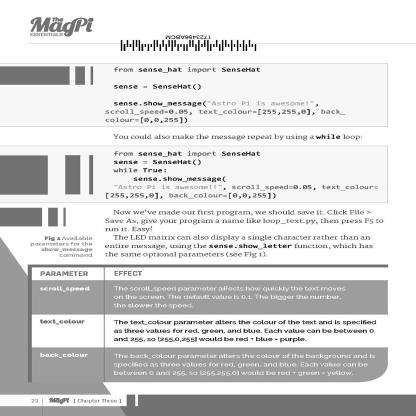 The MagPi
ESSENTIALS
1723456ABCM
from sense_hat import SenseHat
sense = SenseHat()
sense.show_message("Astro Pi is awesome!",
scroll_speed=0.05, text_colour=[255,255,0], back_
colour=[0,0,255])
You could also make the message repeat by using a while loop:
from sense_hat import SenseHat
sense = SenseHat()
while True:
sense.show_message(
"Astro Pi is awesome!!", scroll_speed=0.05, text_colour=
[255,255,0], back_colour=[0,0,255])
Now we've made our first program, we should save it. Click File >
Save As, give your program a name like loop_text.py, then press F5 to
run it. Easy!
The LED matrix can also display a single character rather than an
entire message, using the sense.show_letter function, which has
the same optional parameters (see Fig 1).
Fig 1 Available
parameters for the
show_message
command
PARAMETER EFFECT
scroll_speed The scroll_speed parameter affects how quickly the text moves
on the screen. The default value is 0.1. The bigger the number,
the slower the speed.
text_colour The text_colour parameter alters the colour of the text and is specified
as three values for red, green, and blue. Each value can be between 0
and 255, so [255,0,255] would be red + blue = purple.
back_colour The back_colour parameter alters the colour of the background and is
specified as three values for red, green, and blue. Each value can be
between 0 and 255, so [255,255,0] would be red + green = yellow.
23 MagPi [ Chapter Three ]